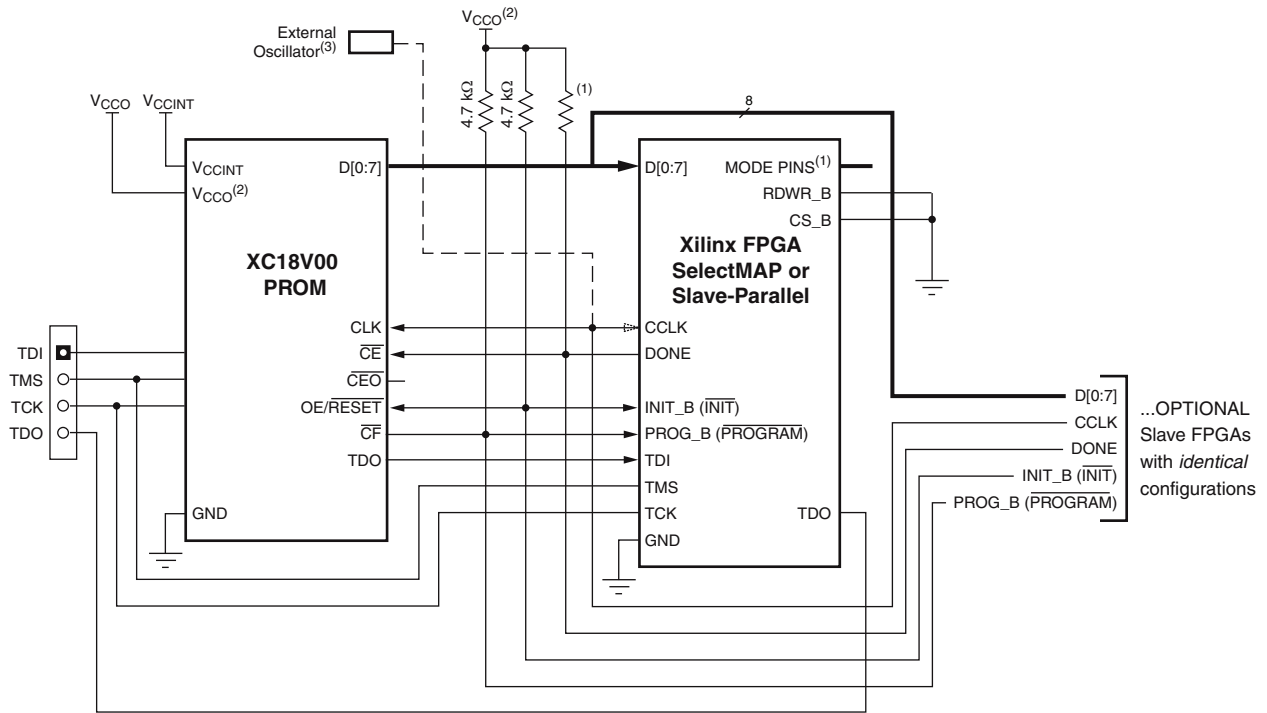 External
Oscillator(3)
VCCO(2)
VCCO VCCINT
4.7 kΩ
4.7 kΩ
(1)
8
VCCINT
VCCO(2)
D[0:7]
XC18V00
PROM
CLK
CE
CEO
OE/RESET
CF
TDO
GND
TDI
TMS
TCK
TDO
D[0:7]
MODE PINS(1)
RDWR_B
CS_B
Xilinx FPGA
SelectMAP or
Slave-Parallel
CCLK
DONE
INIT_B (INIT)
PROG_B (PROGRAM)
TDI
TMS
TCK
TDO
GND
D[0:7]
CCLK
DONE
INIT_B (INIT)
PROG_B (PROGRAM)
...OPTIONAL
Slave FPGAs
with identical
configurations